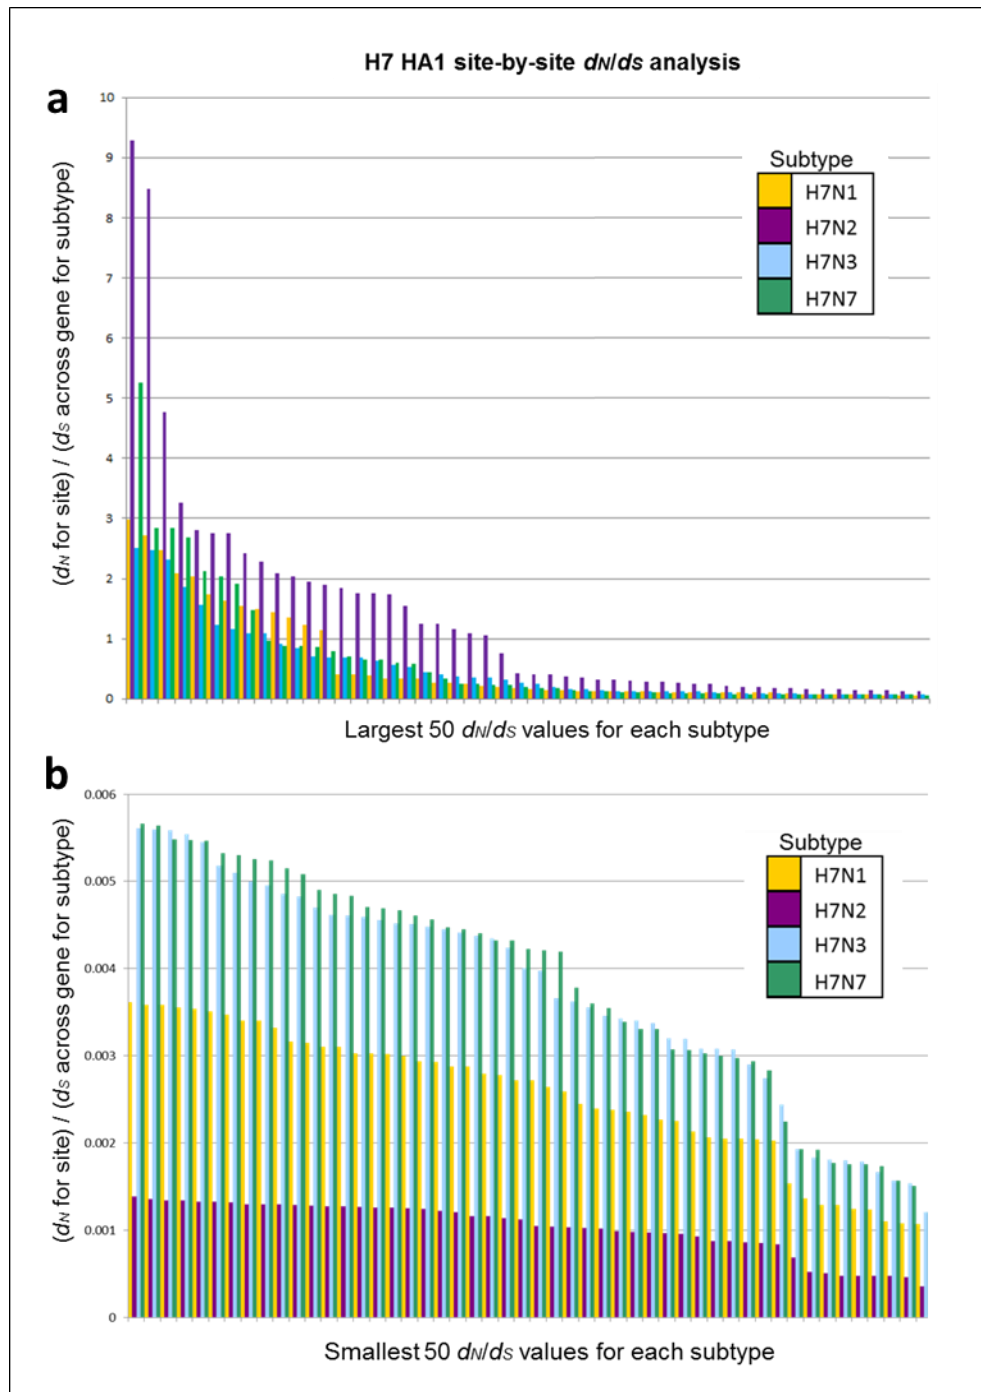 H7 HA1 site-by-site dN/dS analysis
a
(dN for site) / (dS across gene for subtype)
10
9
8
7
6
5
4
3
2
1
0
Subtype
H7N1
H7N2
H7N3
H7N7
Largest 50 dN/dS values for each subtype
b
(dN for site) / (dS across gene for subtype)
0.006
0.005
0.004
0.003
0.002
0.001
0
Subtype
H7N1
H7N2
H7N3
H7N7
Smallest 50 dN/dS values for each subtype